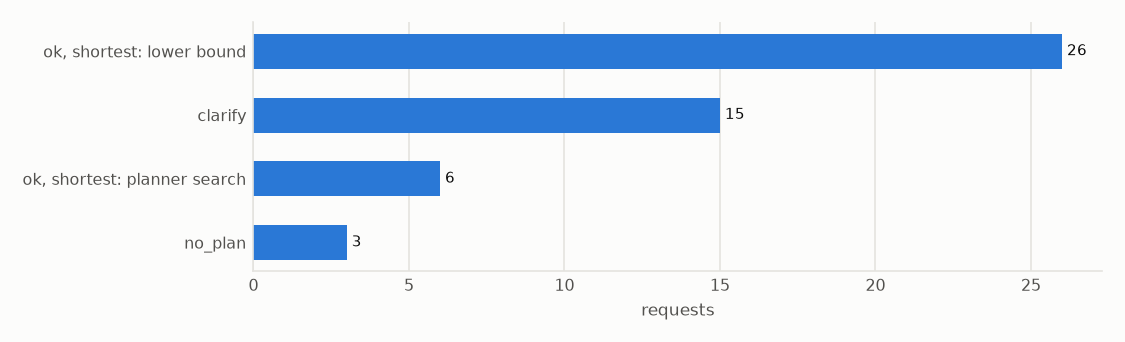 ok, shortest: lower bound 26
clarify 15
ok, shortest: planner search 6
no_plan 3
0 5 10 15 20 25
requests